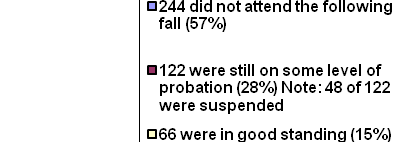 244 did not attend the following
fall (57%)
122 were still on some level of
probation (28%) Note: 48 of 122
were suspended
66 were in good standing (15%)